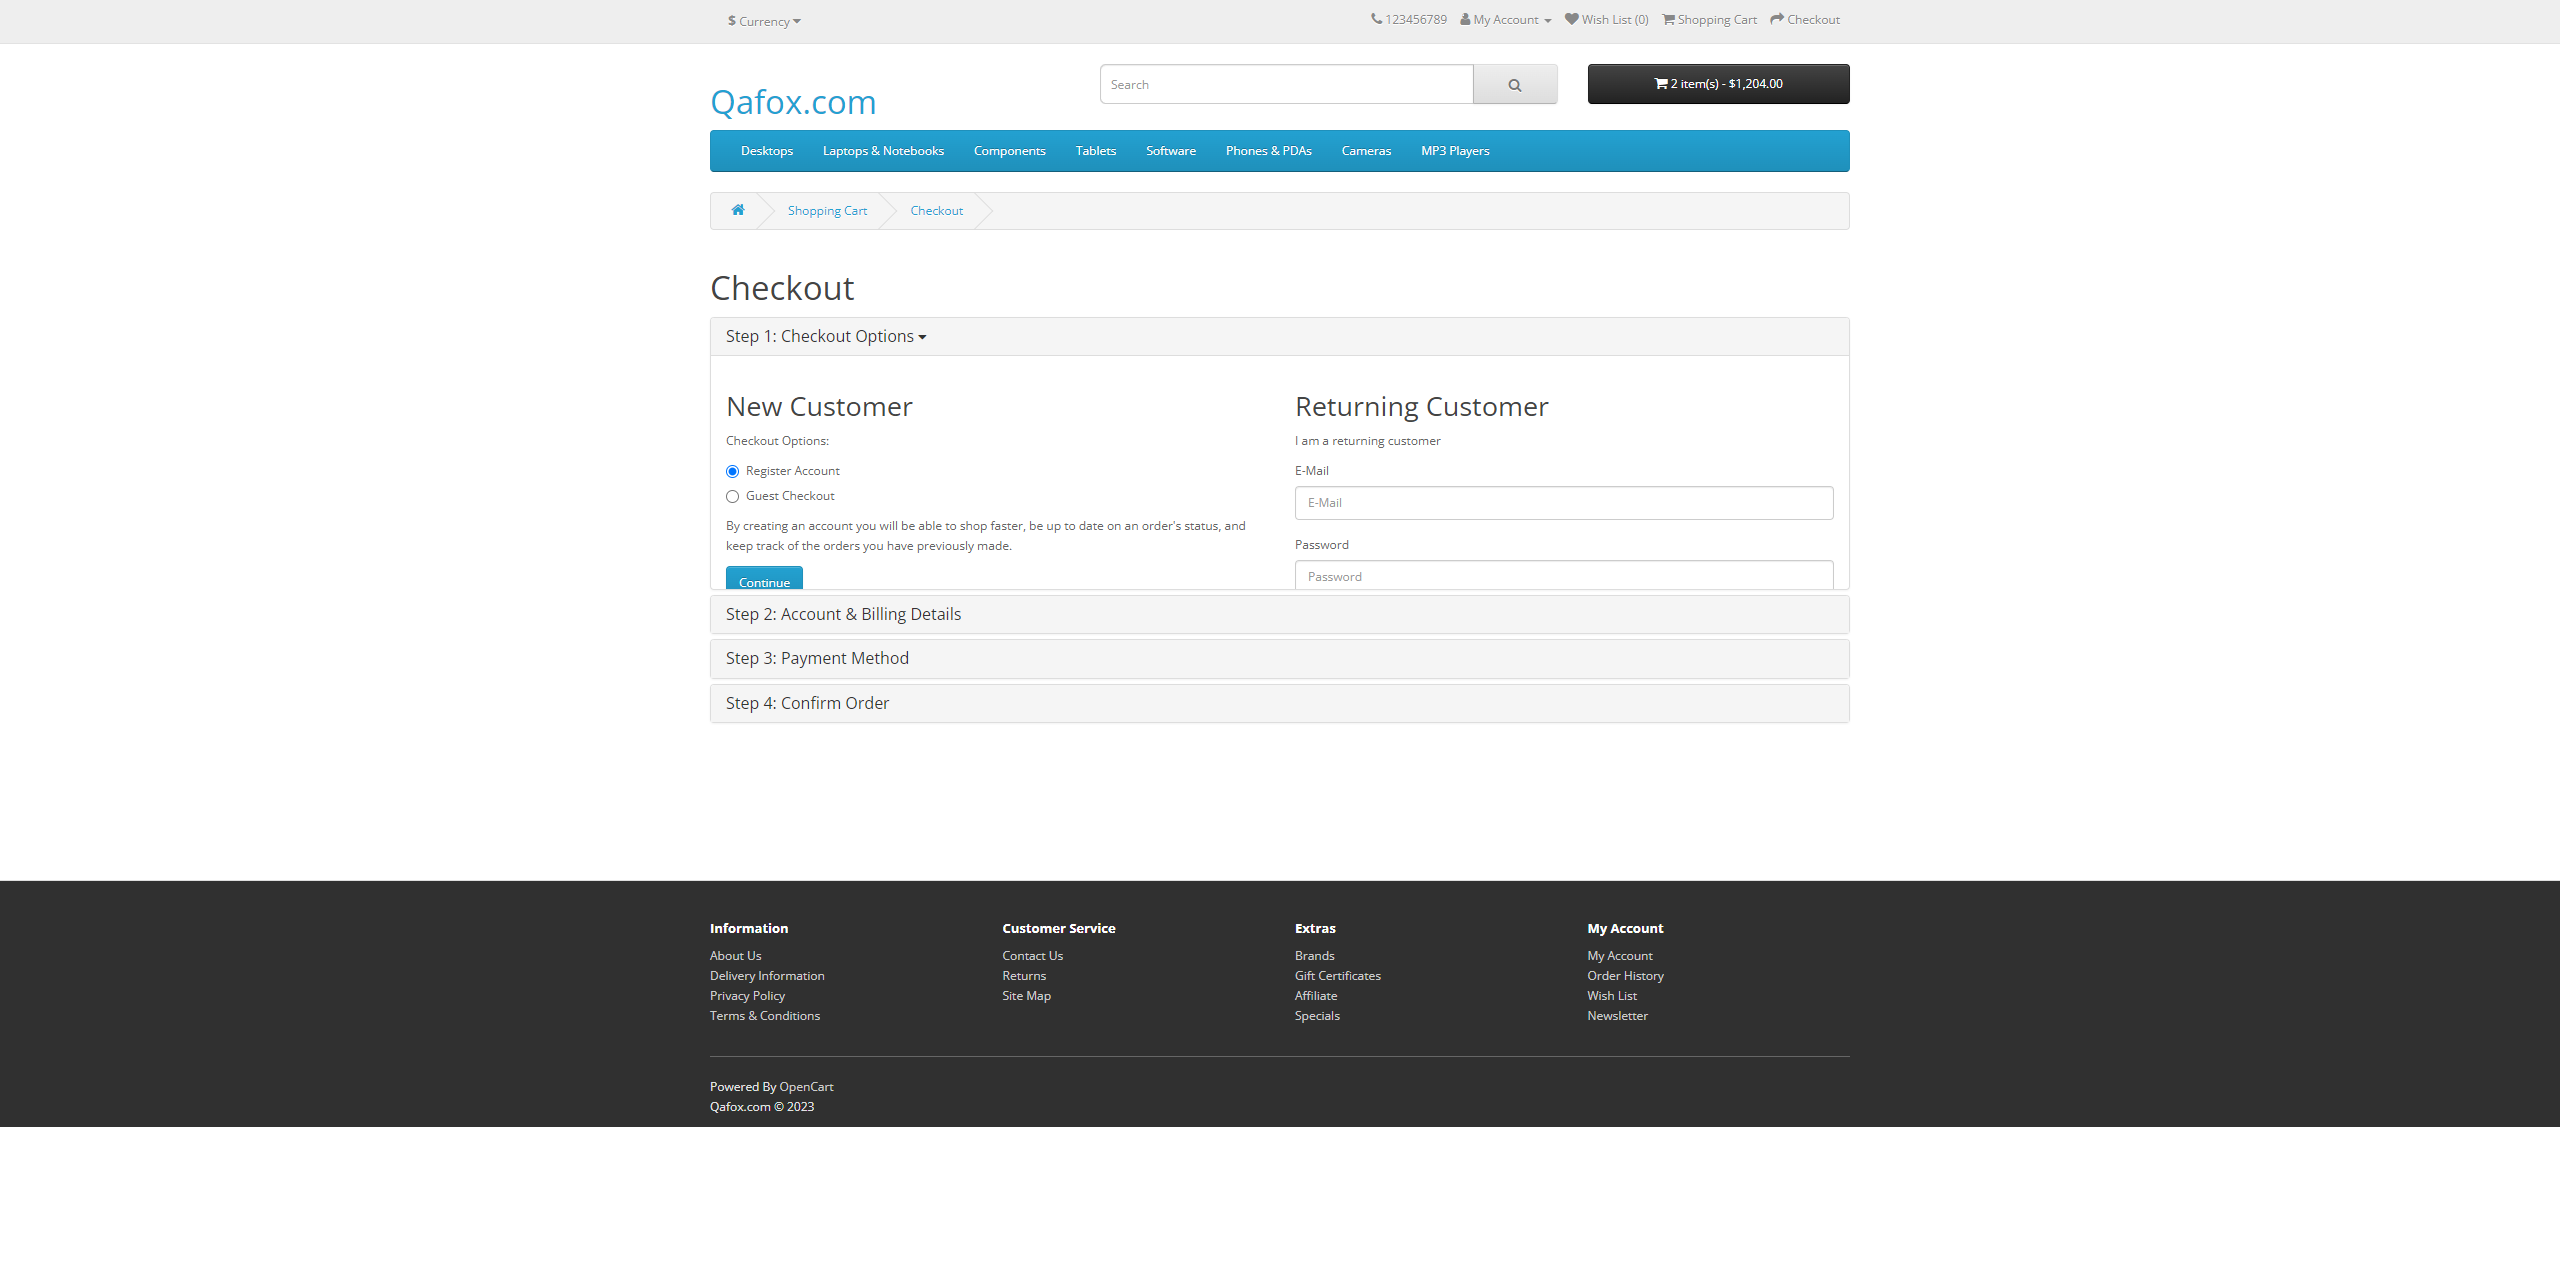 $ Currency
123456789 My Account Wish List (0) Shopping Cart Checkout
Qafox.com
Search
2 item(s) - $1,204.00
Desktops Laptops & Notebooks Components Tablets Software Phones & PDAs Cameras MP3 Players
Shopping Cart Checkout
Checkout
Step 1: Checkout Options
New Customer
Checkout Options:
Register Account
Guest Checkout
By creating an account you will be able to shop faster, be up to date on an order's status, and
keep track of the orders you have previously made.
Continue
Returning Customer
I am a returning customer
E-Mail
E-Mail
Password
Password
Step 2: Account & Billing Details
Step 3: Payment Method
Step 4: Confirm Order
Information
About Us
Delivery Information
Privacy Policy
Terms & Conditions
Customer Service
Contact Us
Returns
Site Map
Extras
Brands
Gift Certificates
Affiliate
Specials
My Account
My Account
Order History
Wish List
Newsletter
Powered By OpenCart
Qafox.com © 2023